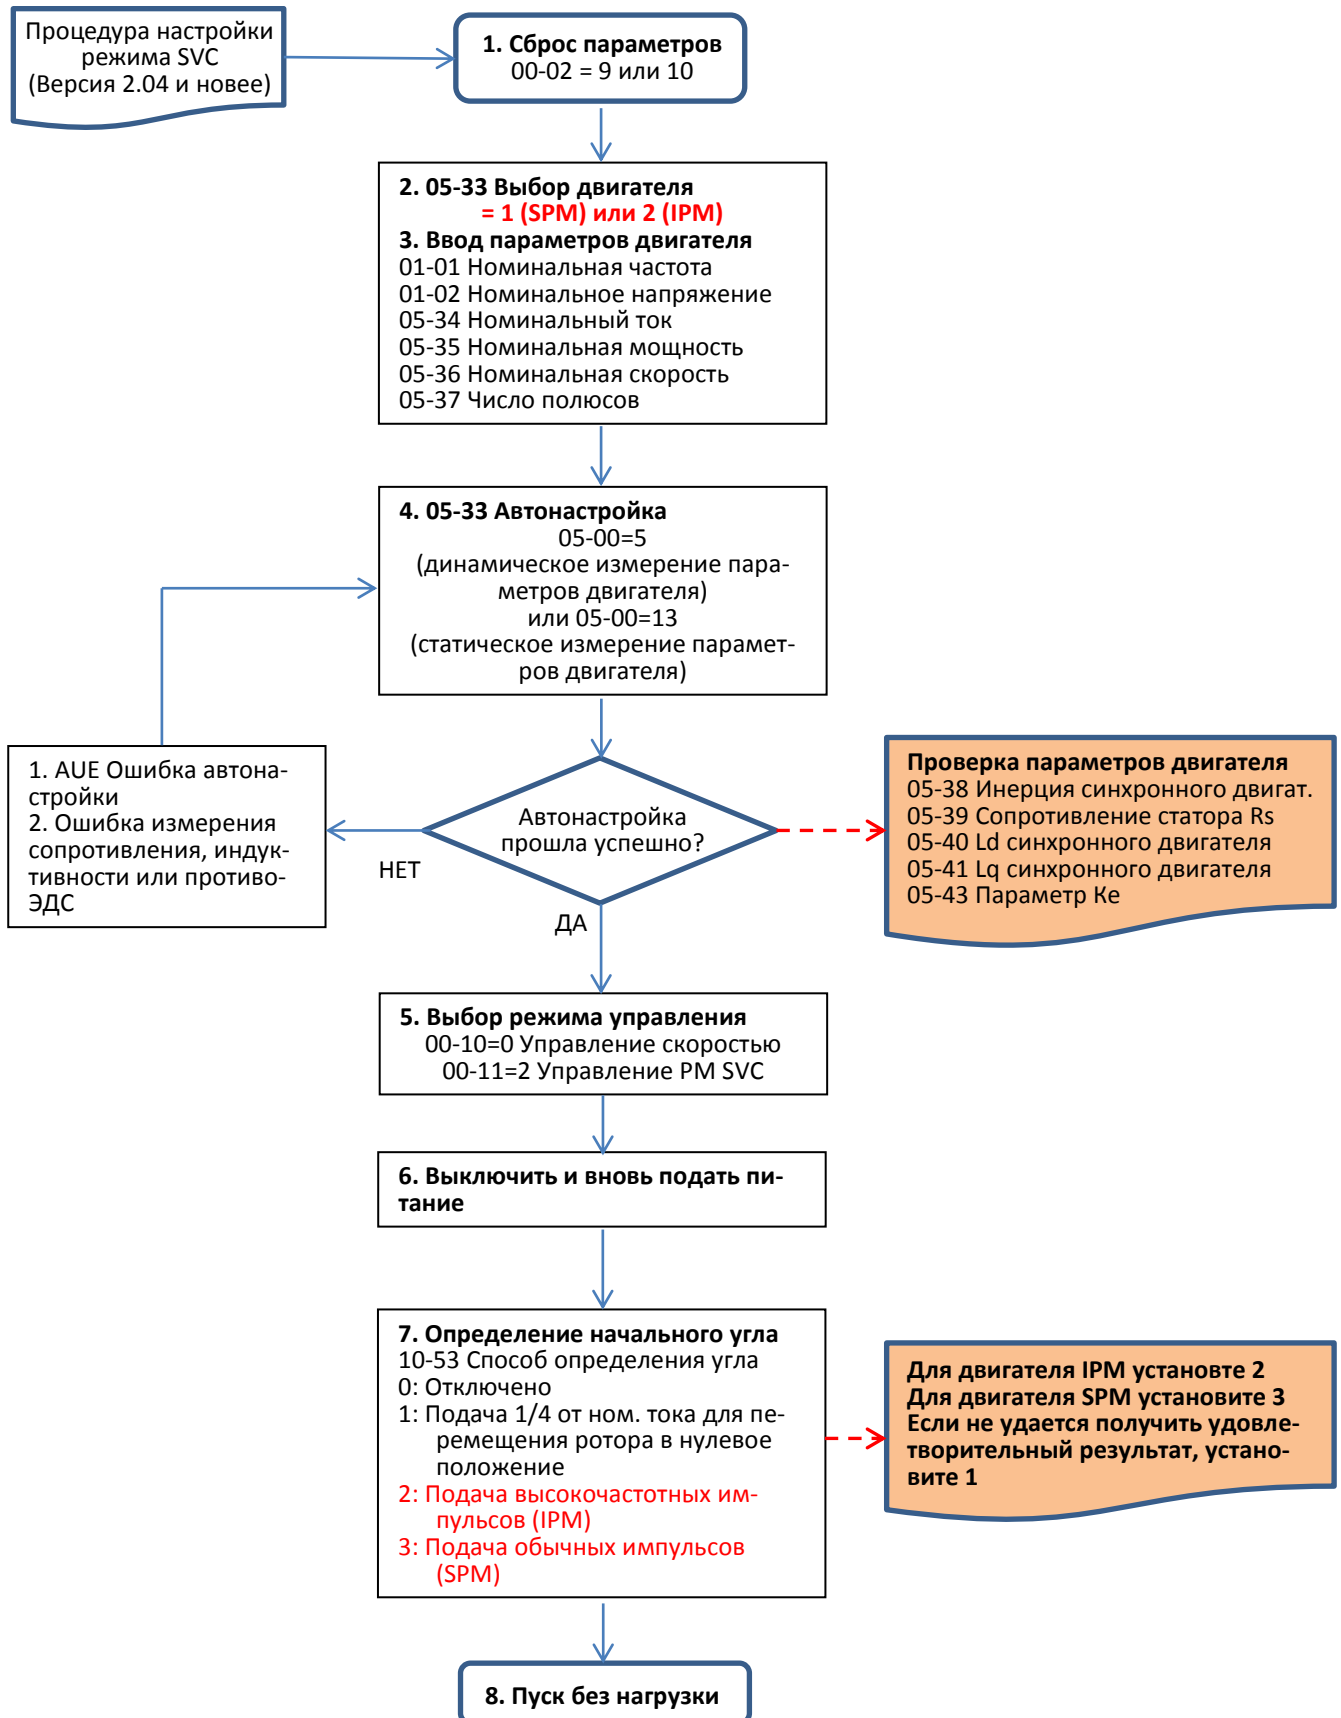 Процедура настройки
режима SVC
(Версия 2.04 и новее)
1. Сброс параметров
00-02 = 9 или 10
2. 05-33 Выбор двигателя
= 1 (SPM) или 2 (IPM)
3. Ввод параметров двигателя
01-01 Номинальная частота
01-02 Номинальное напряжение
05-34 Номинальный ток
05-35 Номинальная мощность
05-36 Номинальная скорость
05-37 Число полюсов
4. 05-33 Автонастройка
05-00=5
(динамическое измерение пара-
метров двигателя)
или 05-00=13
(статическое измерение парамет-
ров двигателя)
1. AUE Ошибка автона-
стройки
2. Ошибка измерения
сопротивления, индук-
тивности или противо-
ЭДС
НЕТ
Автонастройка
прошла успешно?
ДА
Проверка параметров двигателя
05-38 Инерция синхронного двигат.
05-39 Сопротивление статора Rs
05-40 Ld синхронного двигателя
05-41 Lq синхронного двигателя
05-43 Параметр Ke
5. Выбор режима управления
00-10=0 Управление скоростью
00-11=2 Управление PM SVC
6. Выключить и вновь подать пи-
тание
7. Определение начального угла
10-53 Способ определения угла
0: Отключено
1: Подача 1/4 от ном. тока для пе-
ремещения ротора в нулевое
положение
2: Подача высокочастотных им-
пульсов (IPM)
3: Подача обычных импульсов
(SPM)
Для двигателя IPM установте 2
Для двигателя SPM установите 3
Если не удается получить удовле-
творительный результат, устано-
вите 1
8. Пуск без нагрузки